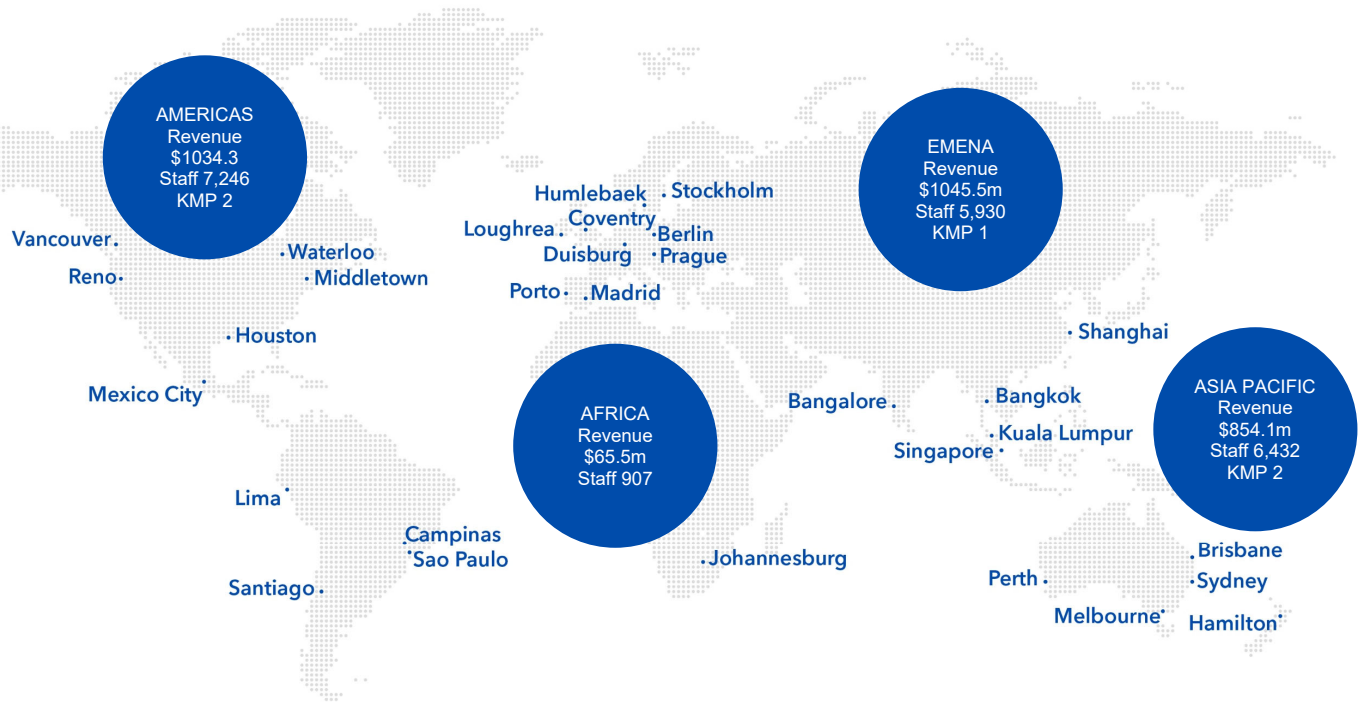 AMERICAS
Revenue
$1034.3
Staff 7,246
KMP 2
EMENA
Revenue
$1045.5m
Staff 5,930
KMP 1
Humlebaek
Stockholm
Coventry
Loughrea
Berlin
Vancouver
Waterloo
Duisburg
Prague
Reno
Middletown
Porto
Madrid
Houston
Shanghai
Mexico City
AFRICA
Revenue
$65.5m
Staff 907
Bangalore
Bangkok
Kuala Lumpur
Singapore
ASIA PACIFIC
Revenue
$854.1m
Staff 6,432
KMP 2
Lima
Campinas
Sao Paulo
Johannesburg
Santiago
Brisbane
Perth
Sydney
Melbourne
Hamilton